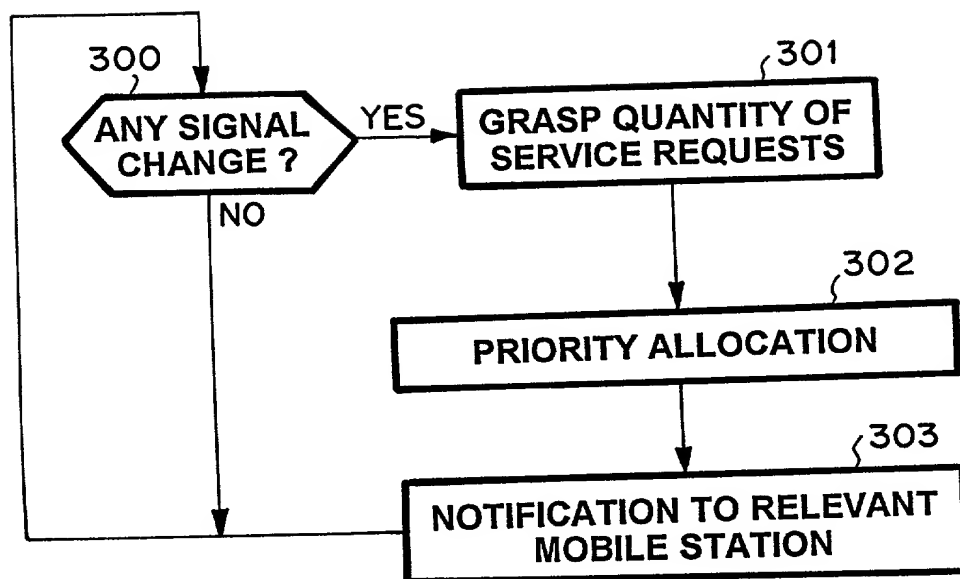 300
ANY SIGNAL
CHANGE ?
YES
NO
301
GRASP QUANTITY OF
SERVICE REQUESTS
302
PRIORITY ALLOCATION
303
NOTIFICATION TO RELEVANT
MOBILE STATION